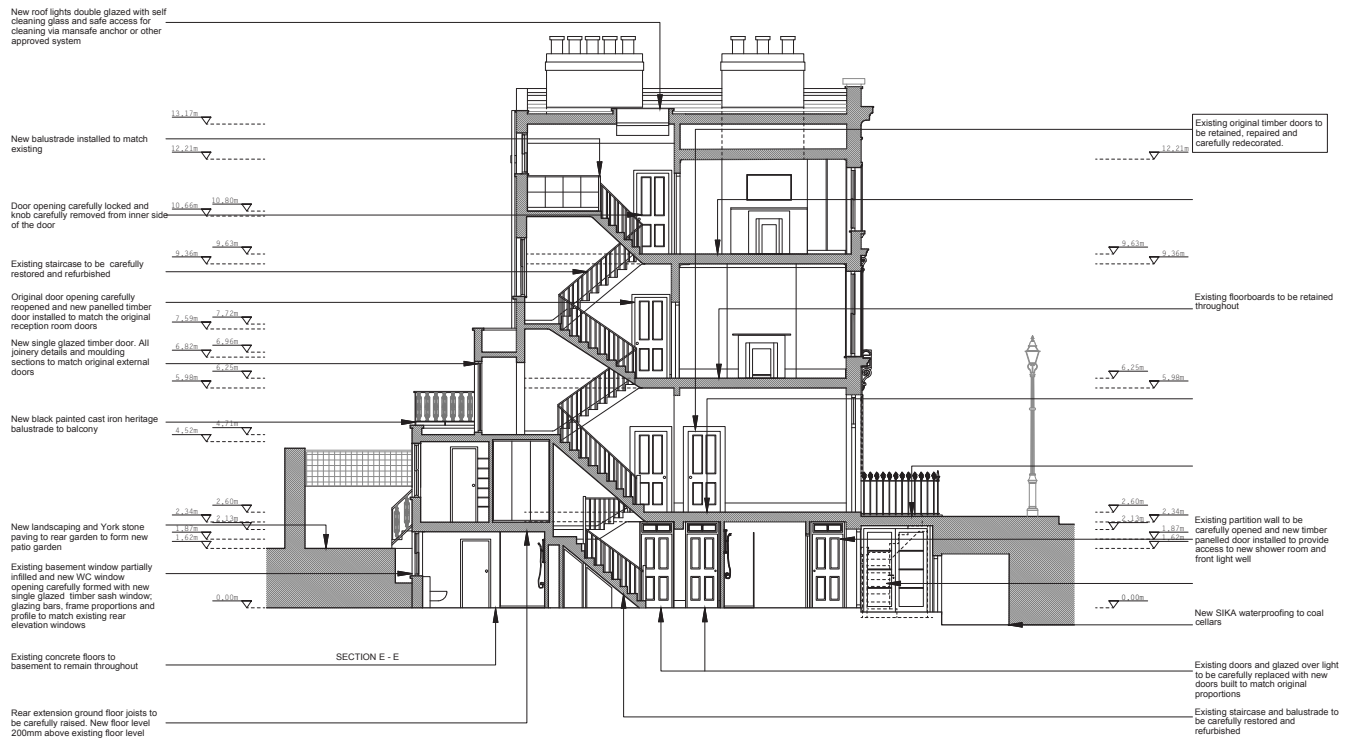 New roof lights double glazed with self
cleaning glass and safe access for
cleaning via mansafe anchor or other
approved system
13,17m
New balustrade installed to match
existing
12,21m
Door opening carefully locked and
knob carefully removed from inner side
of the door
10,66m
10,80m
9,63m
9,36m
Existing staircase to be carefully
restored and refurbished
Original door opening carefully
reopened and new panelled timber
door installed to match the original
reception room doors
7,72m
7,59m
New single glazed timber door. All
joinery details and moulding
sections to match original external
doors
6,96m
6,82m
6,25m
5,98m
New black painted cast iron heritage
balustrade to balcony
4,71m
4,52m
2,60m
2,34m
2,13m
1,87m
1,62m
New landscaping and York stone
paving to rear garden to form new
patio garden
Existing basement window partially
infilled and new WC window
opening carefully formed with new
single glazed timber sash window;
glazing bars, frame proportions and
profile to match existing rear
elevation windows
0,00m
Existing concrete floors to
basement to remain throughout
SECTION E - E
Rear extension ground floor joists to
be carefully raised. New floor level
200mm above existing floor level
Existing original timber doors to
be retained, repaired and
carefully redecorated.
12,21m
9,63m
9,36m
Existing floorboards to be retained
throughout
6,25m
5,98m
2,60m
2,34m
2,13m
1,87m
1,62m
Existing partition wall to be
carefully opened and new timber
panelled door installed to provide
access to new shower room and
front light well
0,00m
New SIKA waterproofing to coal
cellars
Existing doors and glazed over light
to be carefully replaced with new
doors built to match original
proportions
Existing staircase and balustrade to
be carefully restored and
refurbished